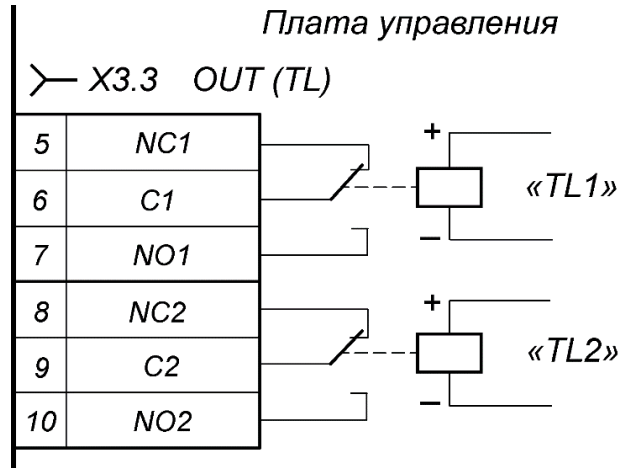 Плата управления
X3.3 OUT (TL)
5 NC1
6 C1
7 NO1
8 NC2
9 C2
10 NO2
+
«TL1»
–
+
«TL2»
–